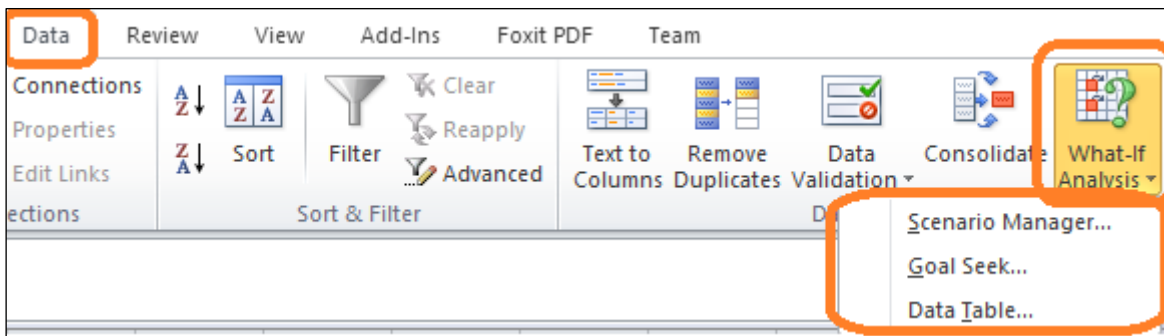 Data Review View Add-Ins Foxit PDF Team
Connections
Properties
Edit Links
Sort
Filter
Clear
Reapply
Advanced
Text to
Columns
Remove
Duplicates
Data
Validation
Consolidate
What-If
Analysis
ections
Sort & Filter
D
Scenario Manager...
Goal Seek...
Data Table...